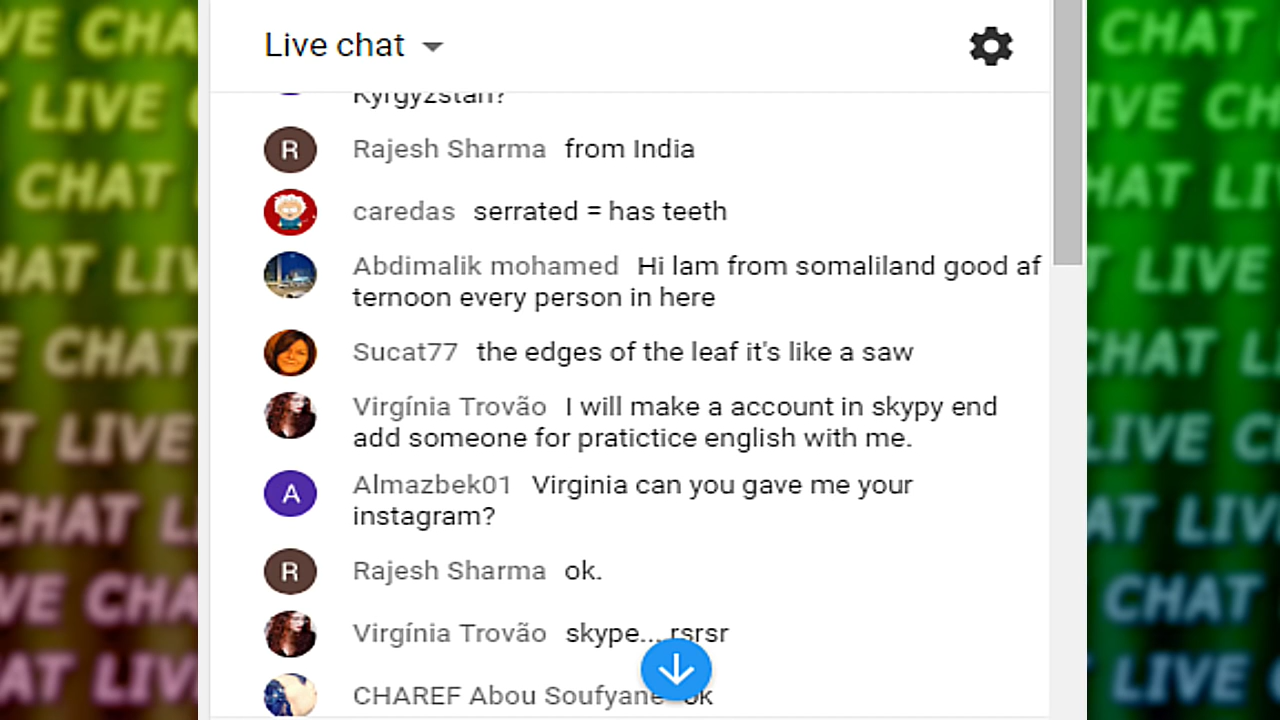 Live chat
Kyrgyzstan?
R Rajesh Sharma from India
caredas serrated = has teeth
Abdimalik mohamed Hi lam from somaliland good af
ternoon every person in here
Sucat77 the edges of the leaf it's like a saw
Virgínia Trovão I will make a account in skypy end
add someone for pratictice english with me.
A Almazbek01 Virginia can you gave me your
instagram?
R Rajesh Sharma ok.
Virgínia Trovão skype... rsrsr
CHAREF Abou Soufyane ok